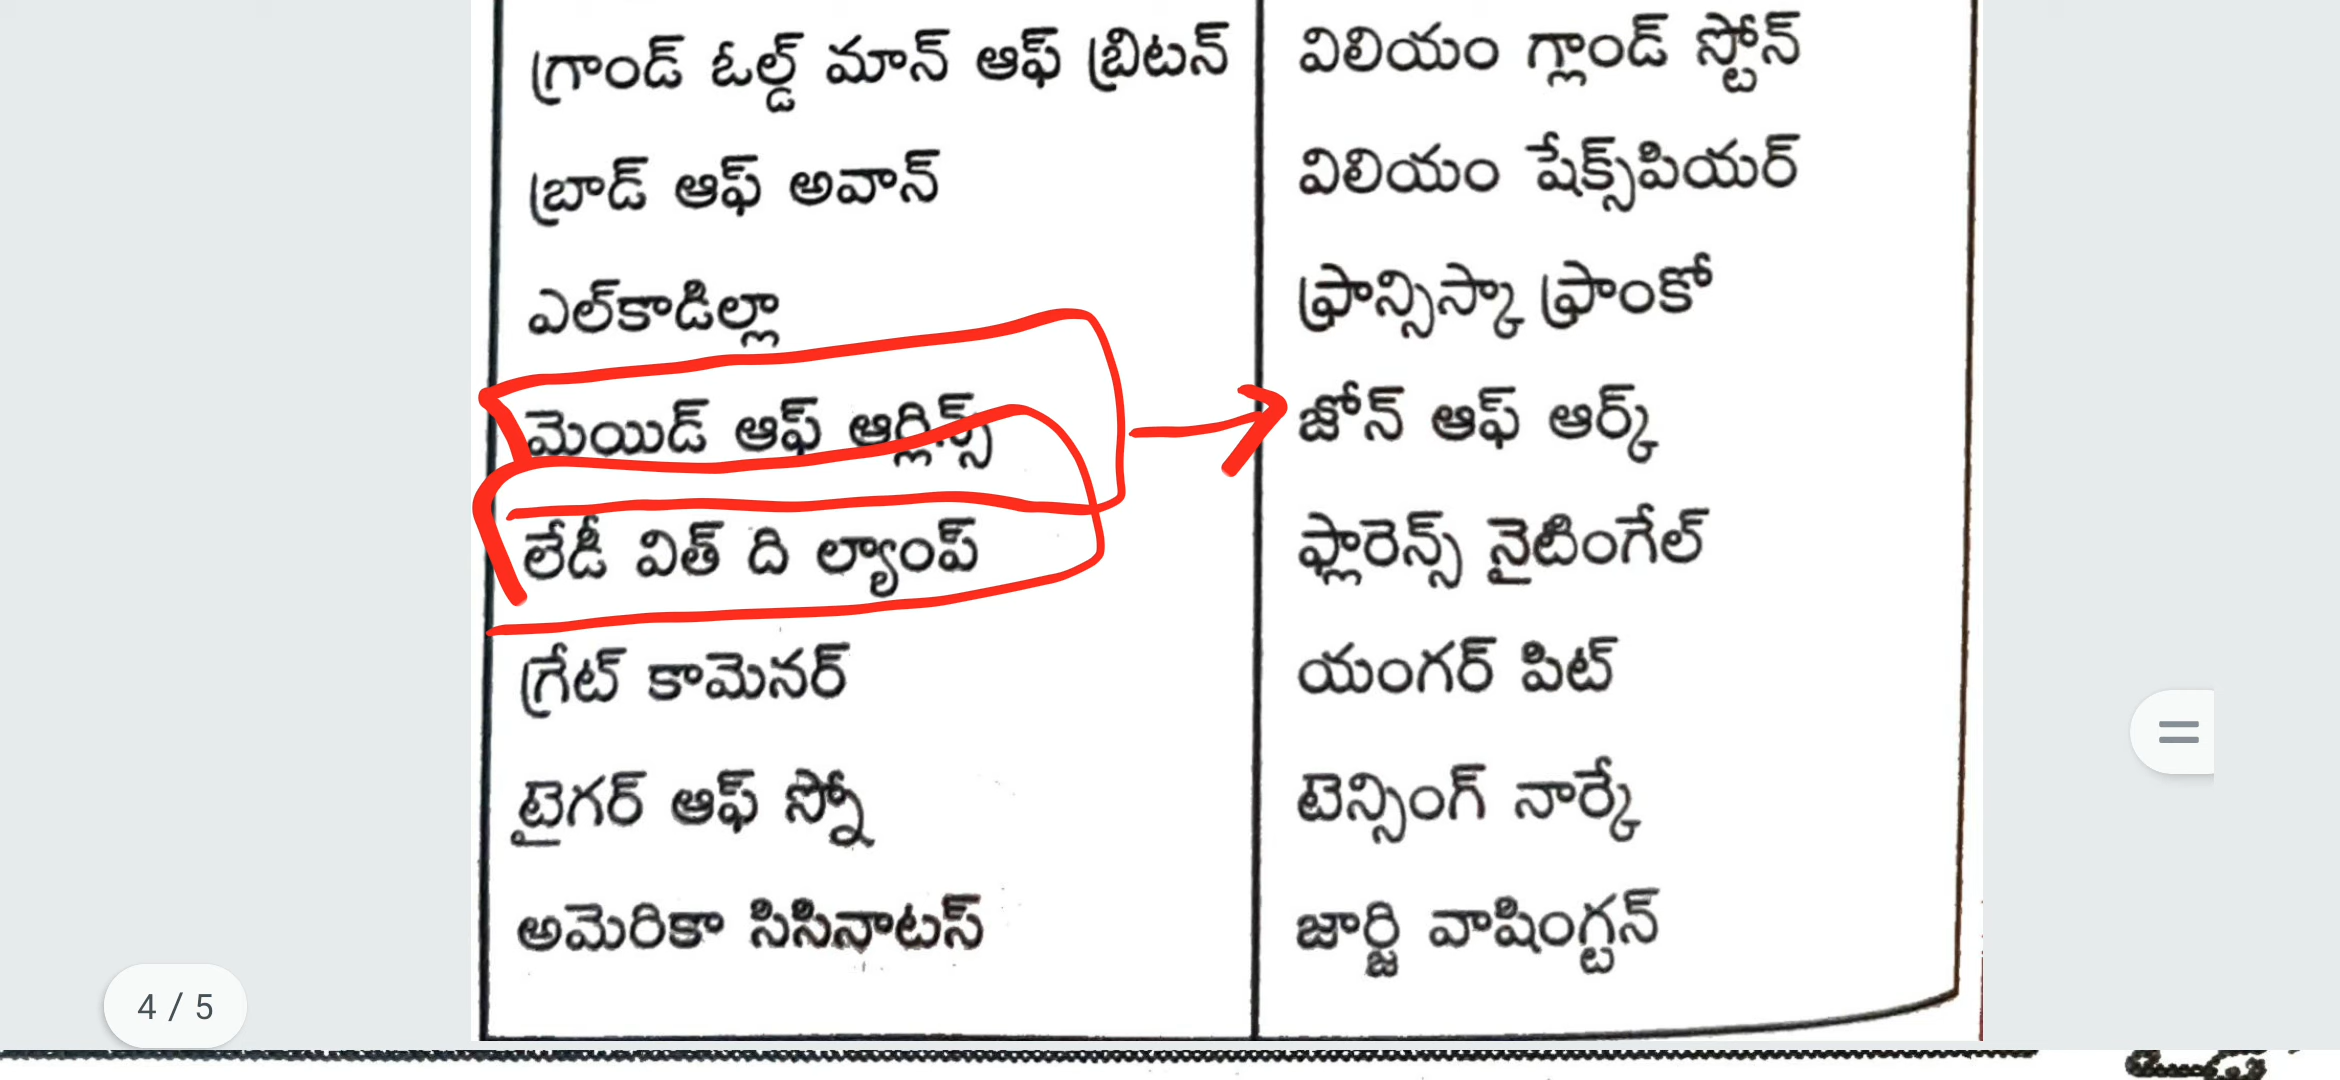 గ్రాండ్ ఓల్డ్ మాన్ ఆఫ్ బ్రిటన్ విలియం గ్లాండ్ స్టోన్
బ్రాడ్ ఆఫ్ అవాన్ విలియం షేక్స్‌పియర్
ఎల్‌కాడిల్లా ఫ్రాన్సిస్కా ఫ్రాంకో
మెయిడ్ ఆఫ్ ఆర్లిన్స్ జోన్ ఆఫ్ ఆర్క్
లేడీ విత్ ది ల్యాంప్ ఫ్లారెన్స్ నైటింగేల్
గ్రేట్ కామెనర్ యంగర్ పిట్
టైగర్ ఆఫ్ స్నో టెన్సింగ్ నార్కే
అమెరికా సిసినాటస్ జార్జి వాషింగ్టన్
4 / 5